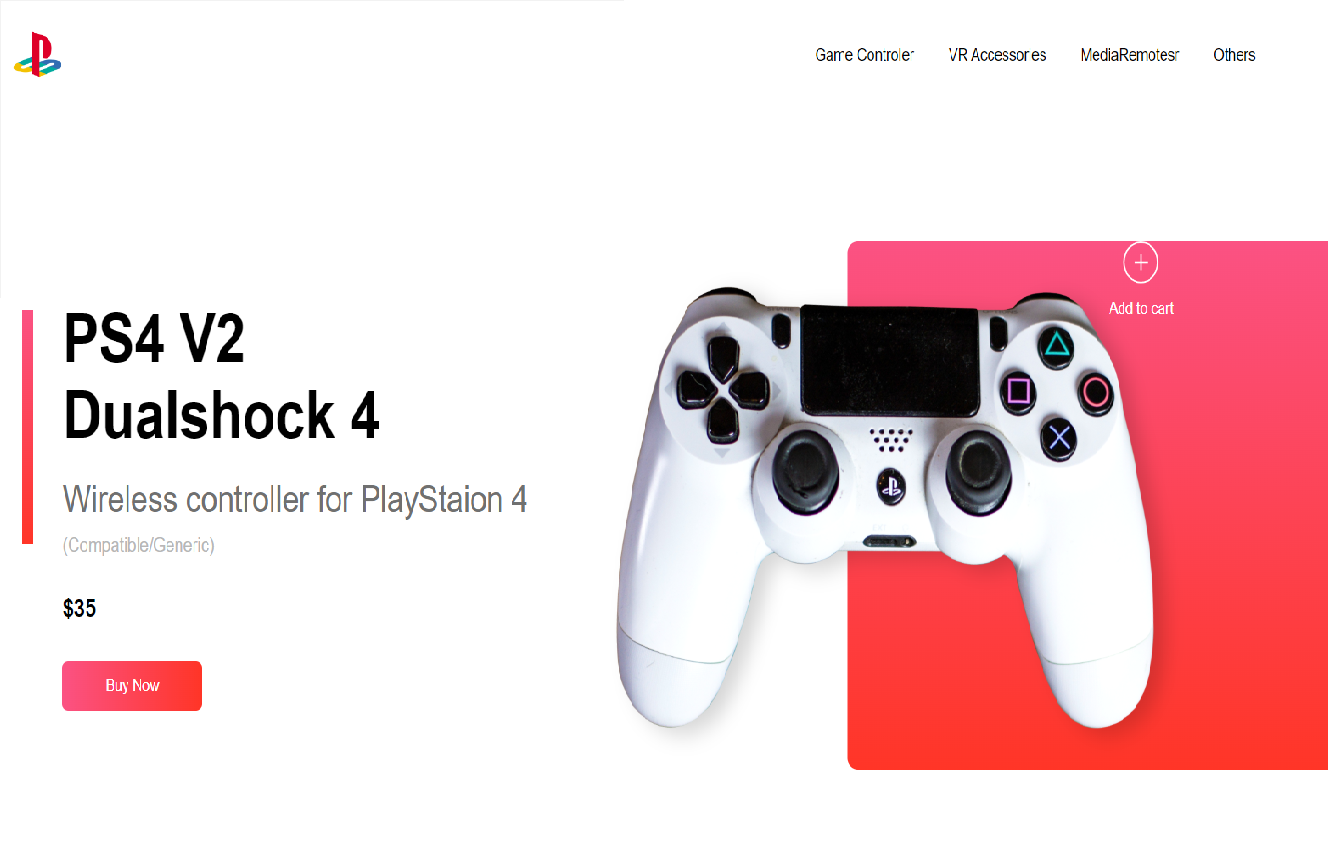 Game Controler VR Accessories MediaRemotesr Others
Add to cart
PS4 V2
Dualshock 4
Wireless controller for PlayStaion 4
(Compatible/Generic)
$35
Buy Now